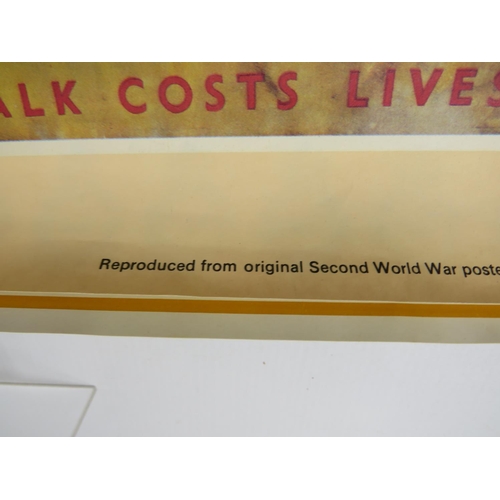 ALK COSTS LIVES
Reproduced from original Second World War poste